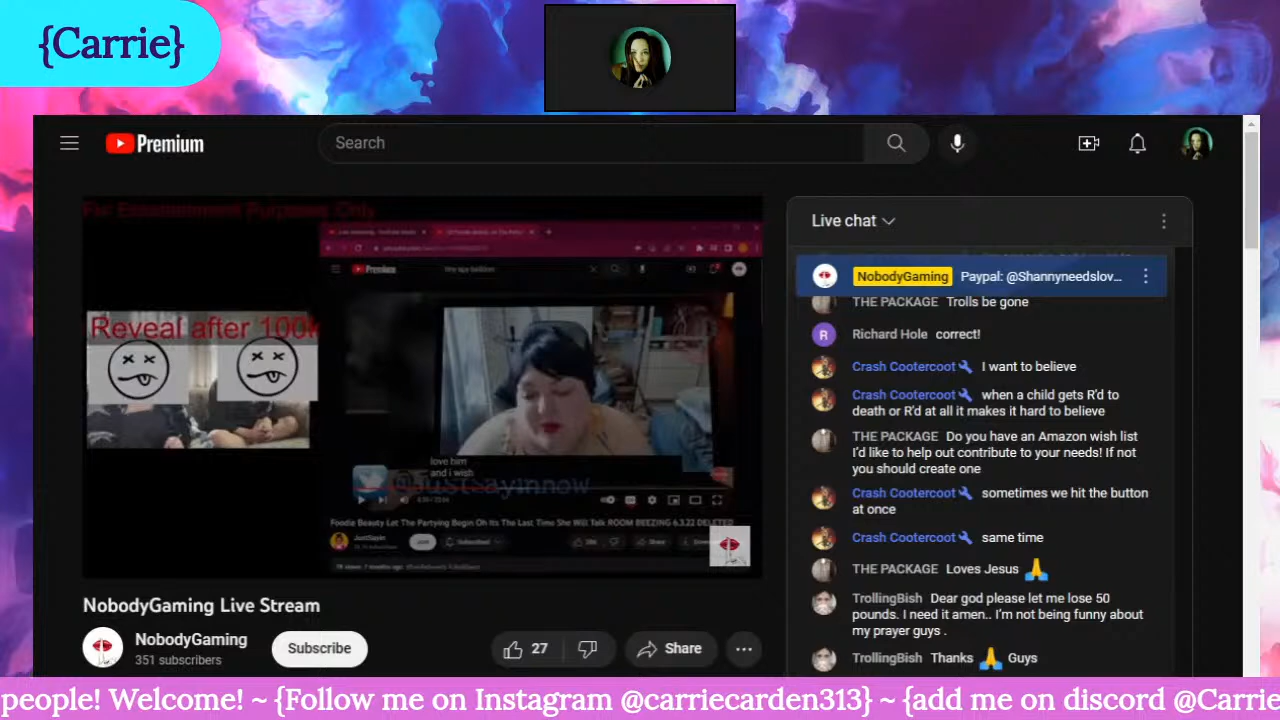 {Carrie}
Premium
Search
For Entertainment Purposes Only
Reveal after 100k
Premium
love him
and i wish
@JustSayinnow
Foodie Beauty Let The Partying Begin Oh Its The Last Time She Will Talk ROOM BEEZING 6.3.22 DELETED
JustSayin
Subscribed
Share
Live chat
NobodyGaming Paypal: @Shannyneedslov...
THE PACKAGE Trolls be gone
R Richard Hole correct!
Crash Cootercoot I want to believe
Crash Cootercoot when a child gets R'd to
death or R'd at all it makes it hard to believe
THE PACKAGE Do you have an Amazon wish list
I'd like to help out contribute to your needs! If not
you should create one
Crash Cootercoot sometimes we hit the button
at once
Crash Cootercoot same time
THE PACKAGE Loves Jesus 🙏
TrollingBish Dear god please let me lose 50
pounds. I need it amen.. I'm not being funny about
my prayer guys .
TrollingBish Thanks 🙏 Guys
NobodyGaming Live Stream
NobodyGaming
351 subscribers
Subscribe
27
Share
people! Welcome! ~ {Follow me on Instagram @carriecarden313} ~ {add me on discord @Carrie